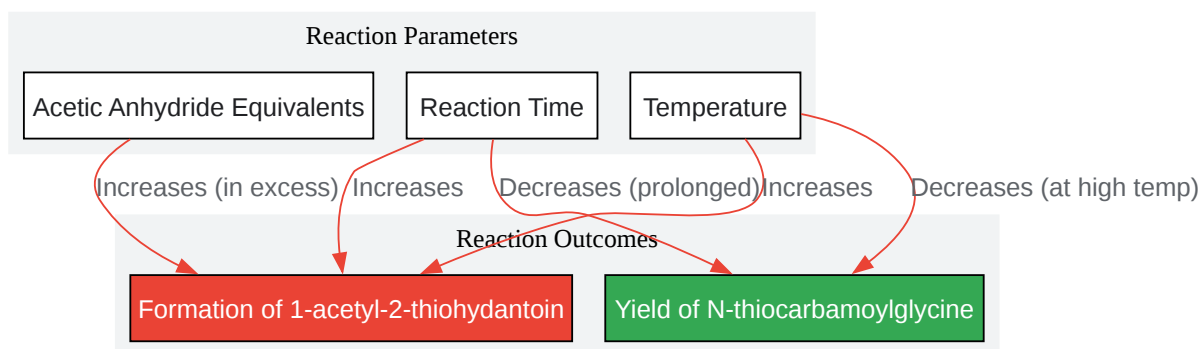 Reaction Parameters
Acetic Anhydride Equivalents
Reaction Time
Temperature
Increases (in excess)
Increases
Decreases (prolonged)
Increases
Decreases (at high temp)
Reaction Outcomes
Formation of 1-acetyl-2-thiohydantoin
Yield of N-thiocarbamoylglycine